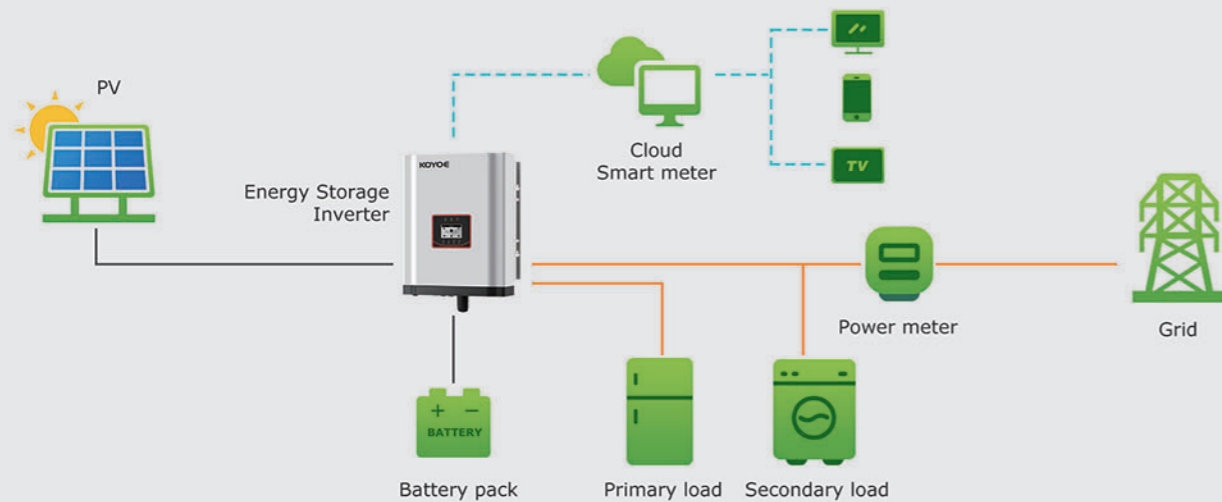 PV
KOYOE
Energy Storage
Inverter
Cloud
Smart meter
TV
Power meter
Grid
+ −
BATTERY
Battery pack
Primary load
Secondary load